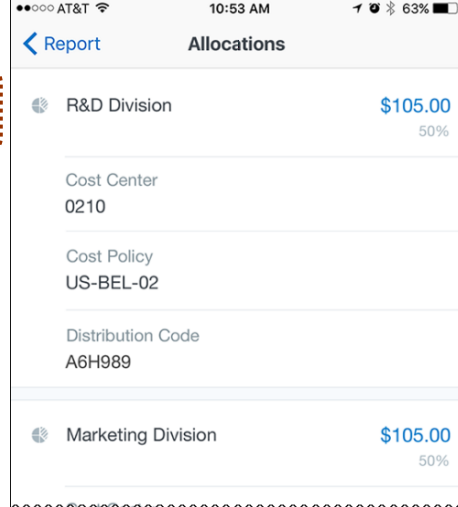 AT&T 10:53 AM 63%
Report Allocations
R&D Division $105.00
50%
Cost Center
0210
Cost Policy
US-BEL-02
Distribution Code
A6H989
Marketing Division $105.00
50%